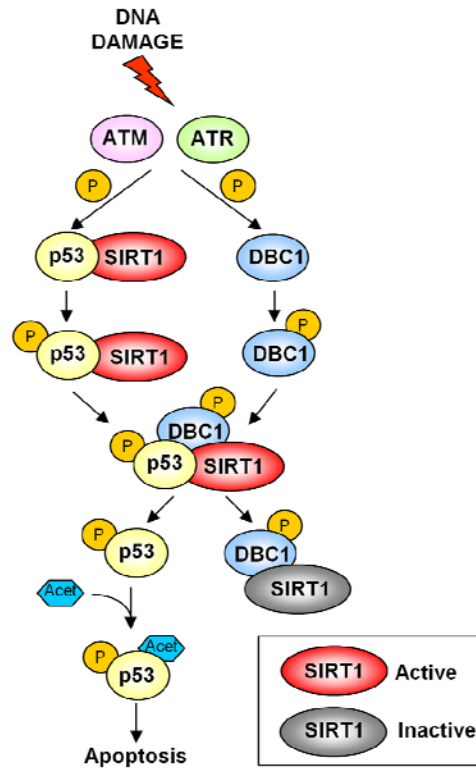 DNA
DAMAGE
ATM ATR
P P
p53 SIRT1 DBC1
P P
p53 SIRT1 DBC1
P
DBC1
P
p53 SIRT1
P P
p53 DBC1
Acet SIRT1
Acet
P
p53
SIRT1 Active
SIRT1 Inactive
Apoptosis